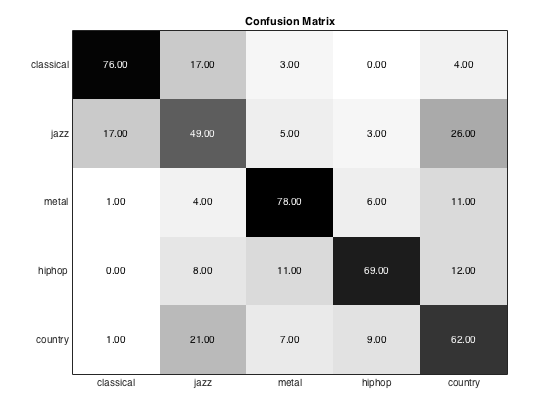 Confusion Matrix
classical 76.00 17.00 3.00 0.00 4.00
jazz 17.00 49.00 5.00 3.00 26.00
metal 1.00 4.00 78.00 6.00 11.00
hiphop 0.00 8.00 11.00 69.00 12.00
country 1.00 21.00 7.00 9.00 62.00
classical jazz metal hiphop country